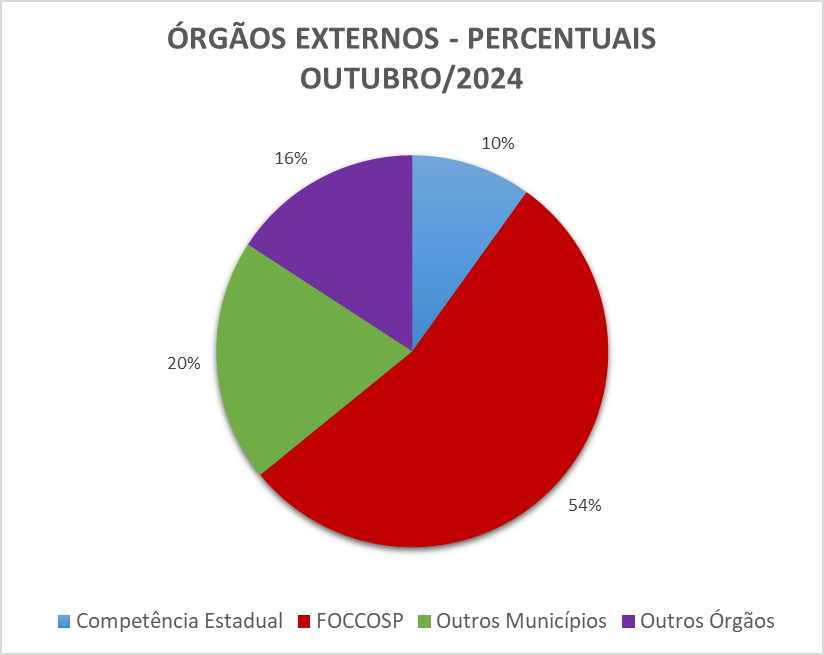 ÓRGÃOS EXTERNOS - PERCENTUAIS
OUTUBRO/2024
10%
16%
20%
54%
Competência Estadual FOCCOSP Outros Municípios Outros Órgãos